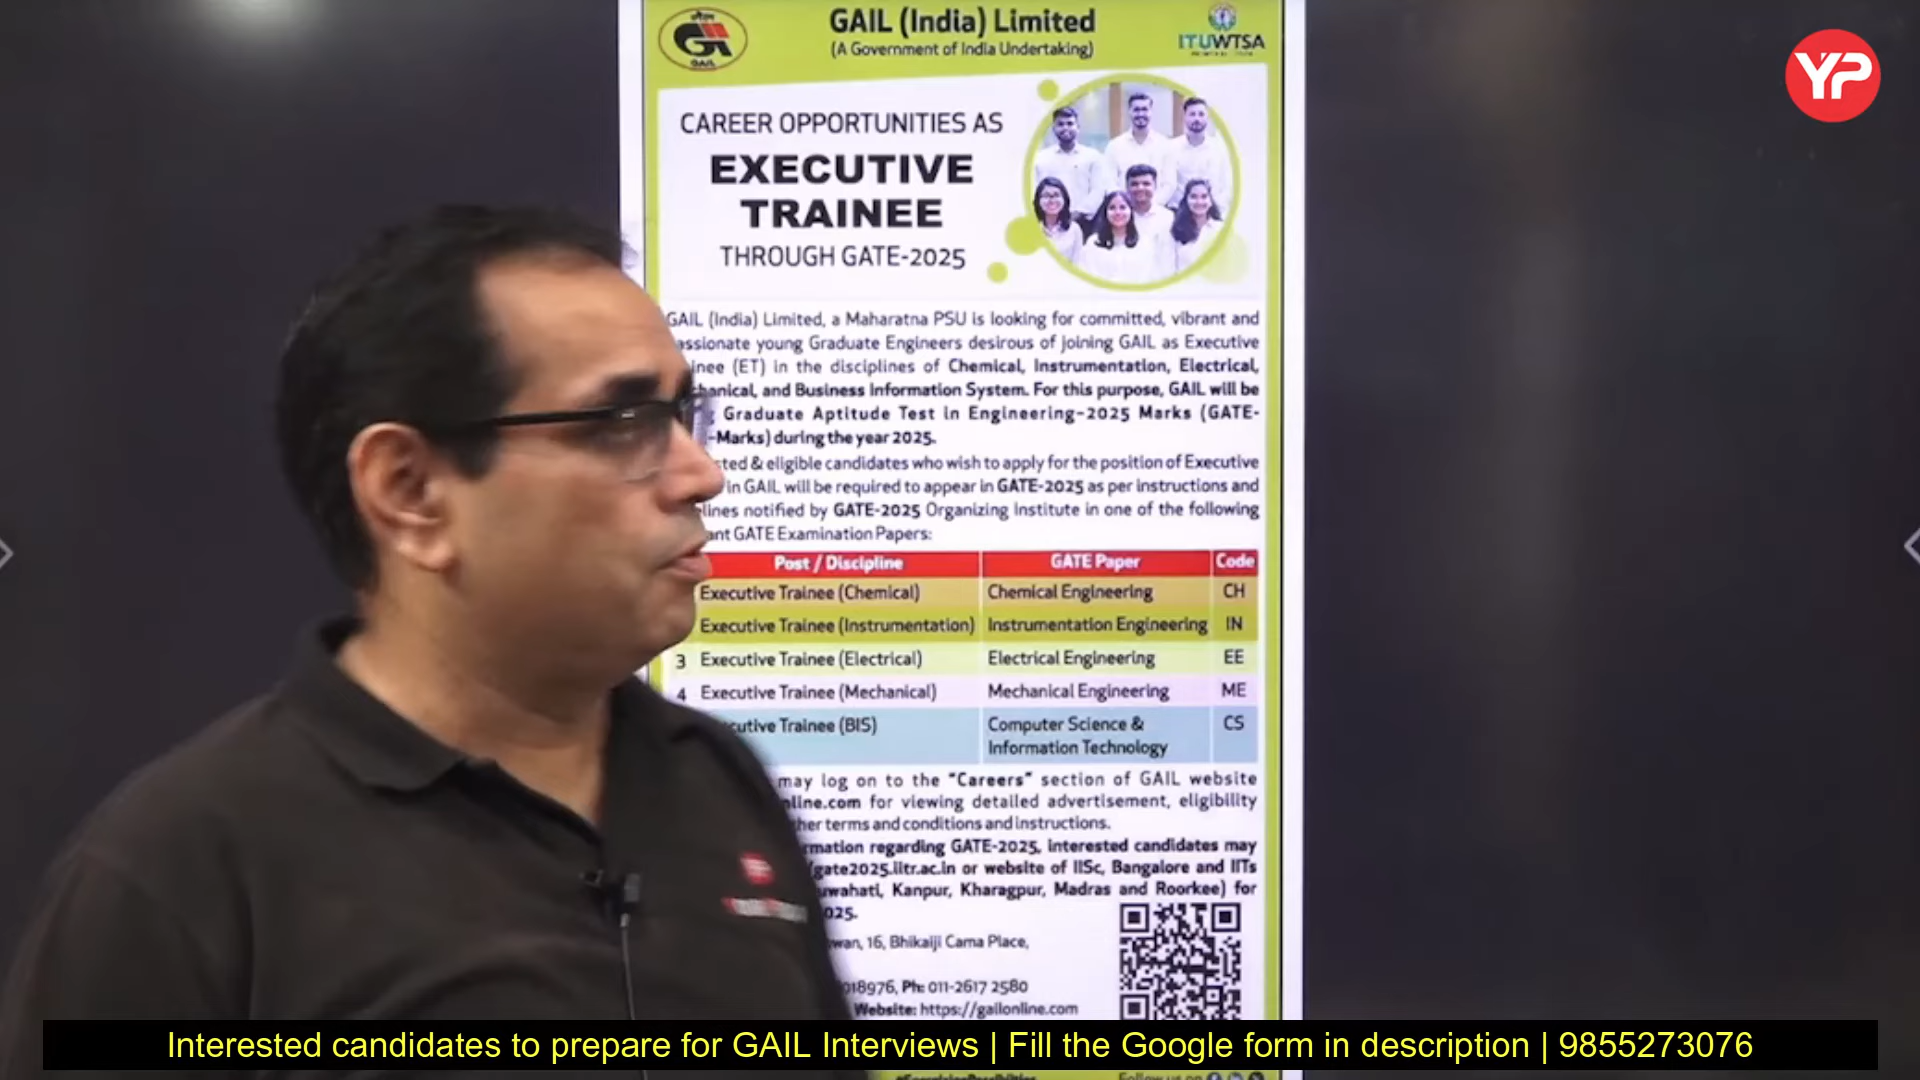 गेल
GAIL
GAIL (India) Limited
(A Government of India Undertaking)
ITUWTSA
YP
CAREER OPPORTUNITIES AS
EXECUTIVE
TRAINEE
THROUGH GATE-2025
GAIL (India) Limited, a Maharatna PSU is looking for committed, vibrant and
assionate young Graduate Engineers desirous of joining GAIL as Executive
inee (ET) in the disciplines of Chemical, Instrumentation, Electrical,
hanical, and Business Information System. For this purpose, GAIL will be
g Graduate Aptitude Test in Engineering-2025 Marks (GATE-
-Marks) during the year 2025.
ted & eligible candidates who wish to apply for the position of Executive
in GAIL will be required to appear in GATE-2025 as per instructions and
lines notified by GATE-2025 Organizing Institute in one of the following
ant GATE Examination Papers:
Post / Discipline GATE Paper Code
Executive Trainee (Chemical) Chemical Engineering CH
Executive Trainee (Instrumentation) Instrumentation Engineering IN
3 Executive Trainee (Electrical) Electrical Engineering EE
4 Executive Trainee (Mechanical) Mechanical Engineering ME
cutive Trainee (BIS) Computer Science & CS
Information Technology
may log on to the "Careers" section of GAIL website
nline.com for viewing detailed advertisement, eligibility
her terms and conditions and instructions.
rmation regarding GATE-2025, interested candidates may
/gate2025.iitr.ac.in or website of IISc, Bangalore and IITs
uwahati, Kanpur, Kharagpur, Madras and Roorkee) for
025.
wan, 16, Bhikaiji Cama Place,
018976, Ph: 011-2617 2580
Website: https://gailonline.com
Interested candidates to prepare for GAIL Interviews | Fill the Google form in description | 9855273076
Follow us on